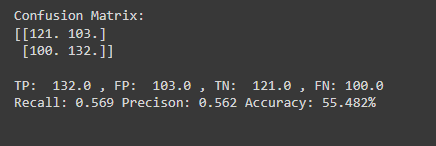 Confusion Matrix:
[[121. 103.]
 [100. 132.]]
TP:  132.0 , FP:  103.0 , TN:  121.0 , FN: 100.0
Recall: 0.569 Precison: 0.562 Accuracy: 55.482%